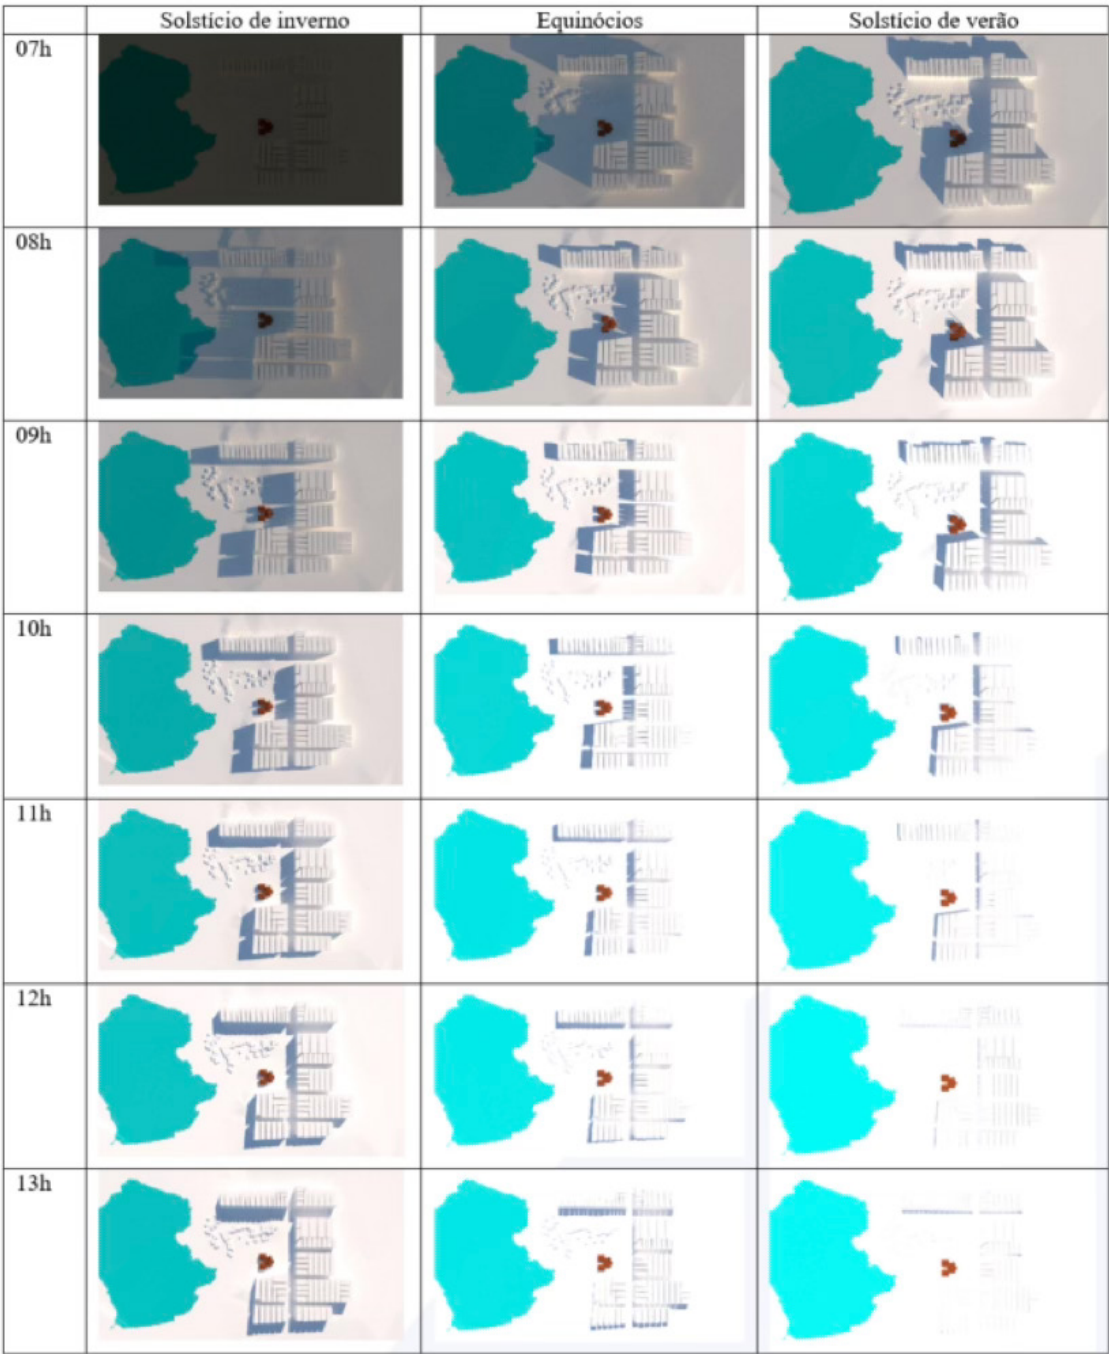 Solstício de inverno Equinócios Solstício de verão
07h
08h
09h
10h
11h
12h
13h